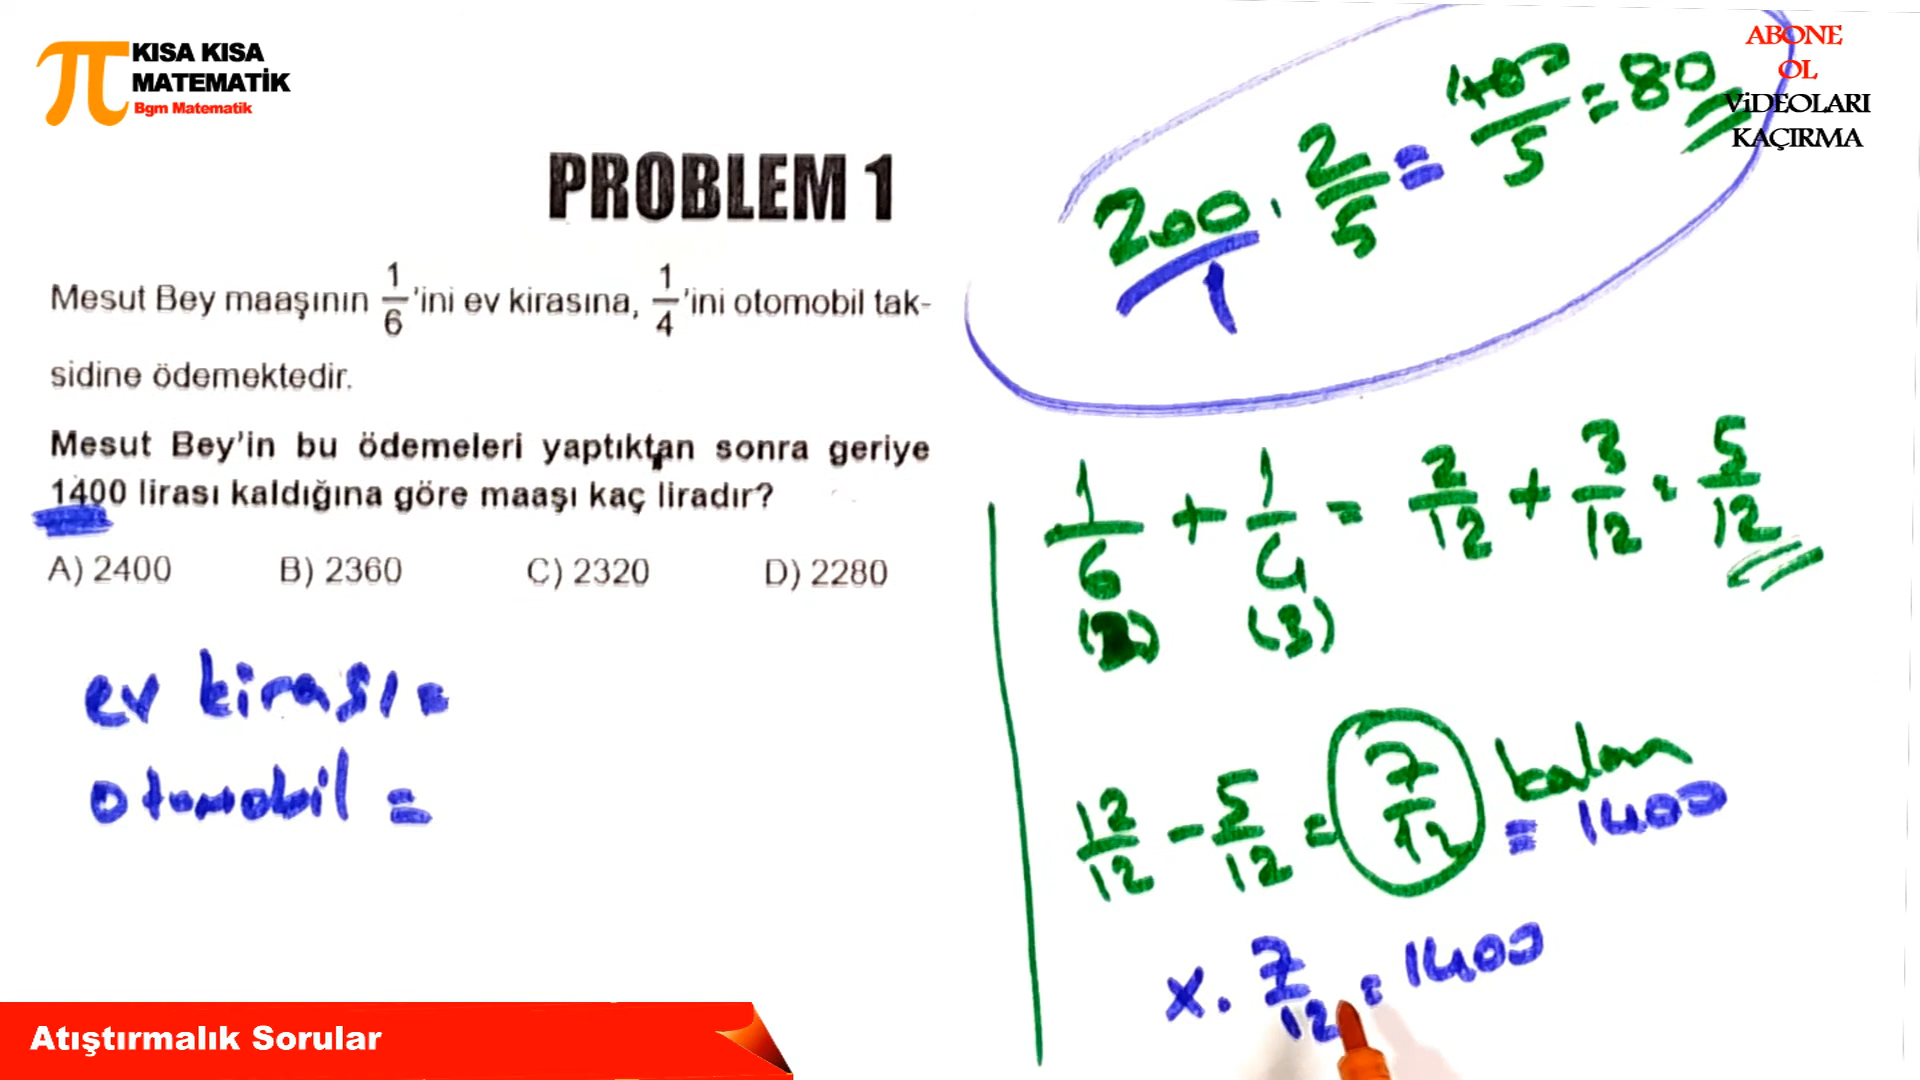 KISA KISA
MATEMATİK
Bgm Matematik
ABONE
OL
ViDEOLARI
KAÇIRMA
PROBLEM 1
Mesut Bey maaşının 1/6'ini ev kirasına, 1/4'ini otomobil tak-
sidine ödemektedir.
Mesut Bey'in bu ödemeleri yaptıktan sonra geriye
1400 lirası kaldığına göre maaşı kaç liradır?
A) 2400 B) 2360 C) 2320 D) 2280
ev kirası =
otomobil =
200/1 . 2/5 = 400/5 = 80
1/6 + 1/4 = 2/12 + 3/12 = 5/12
(2) (3)
12/12 - 5/12 = 7/12 kalan
= 1400
x . 7/12 = 1400
Atıştırmalık Sorular